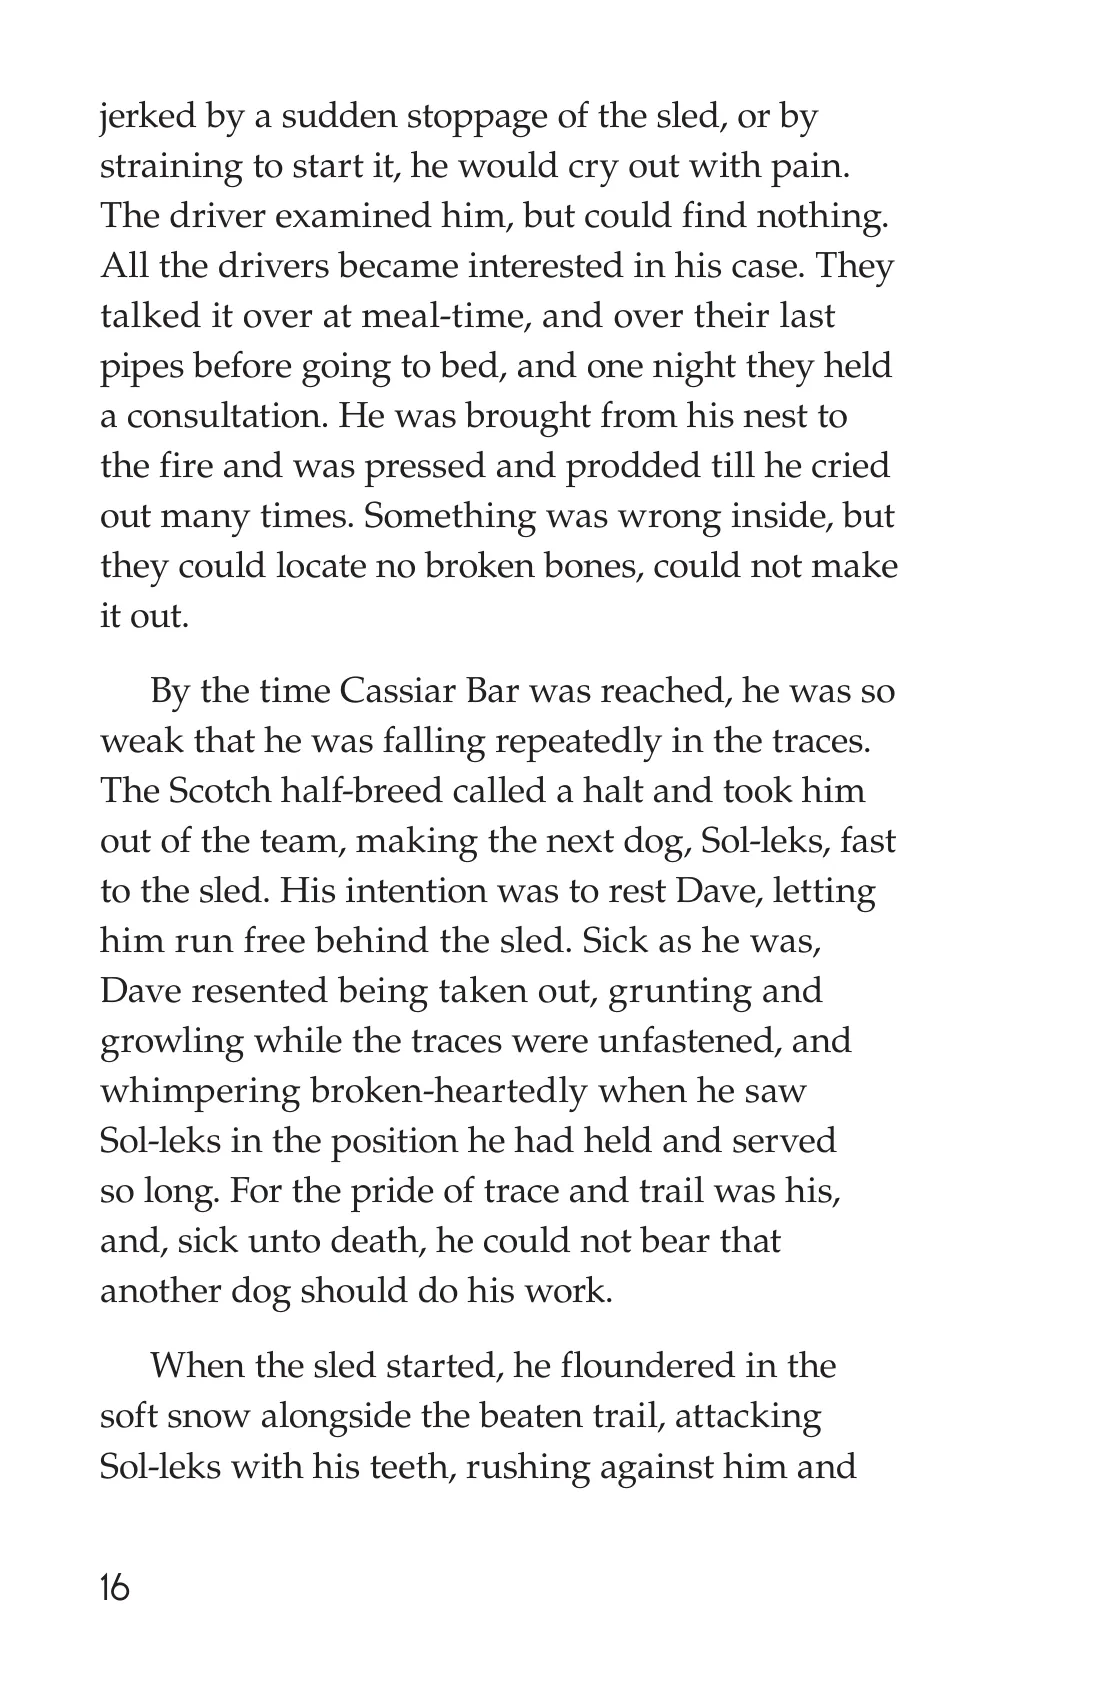 jerked by a sudden stoppage of the sled, or by
straining to start it, he would cry out with pain.
The driver examined him, but could find nothing.
All the drivers became interested in his case. They
talked it over at meal-time, and over their last
pipes before going to bed, and one night they held
a consultation. He was brought from his nest to
the fire and was pressed and prodded till he cried
out many times. Something was wrong inside, but
they could locate no broken bones, could not make
it out.
By the time Cassiar Bar was reached, he was so
weak that he was falling repeatedly in the traces.
The Scotch half-breed called a halt and took him
out of the team, making the next dog, Sol-leks, fast
to the sled. His intention was to rest Dave, letting
him run free behind the sled. Sick as he was,
Dave resented being taken out, grunting and
growling while the traces were unfastened, and
whimpering broken-heartedly when he saw
Sol-leks in the position he had held and served
so long. For the pride of trace and trail was his,
and, sick unto death, he could not bear that
another dog should do his work.
When the sled started, he floundered in the
soft snow alongside the beaten trail, attacking
Sol-leks with his teeth, rushing against him and
16